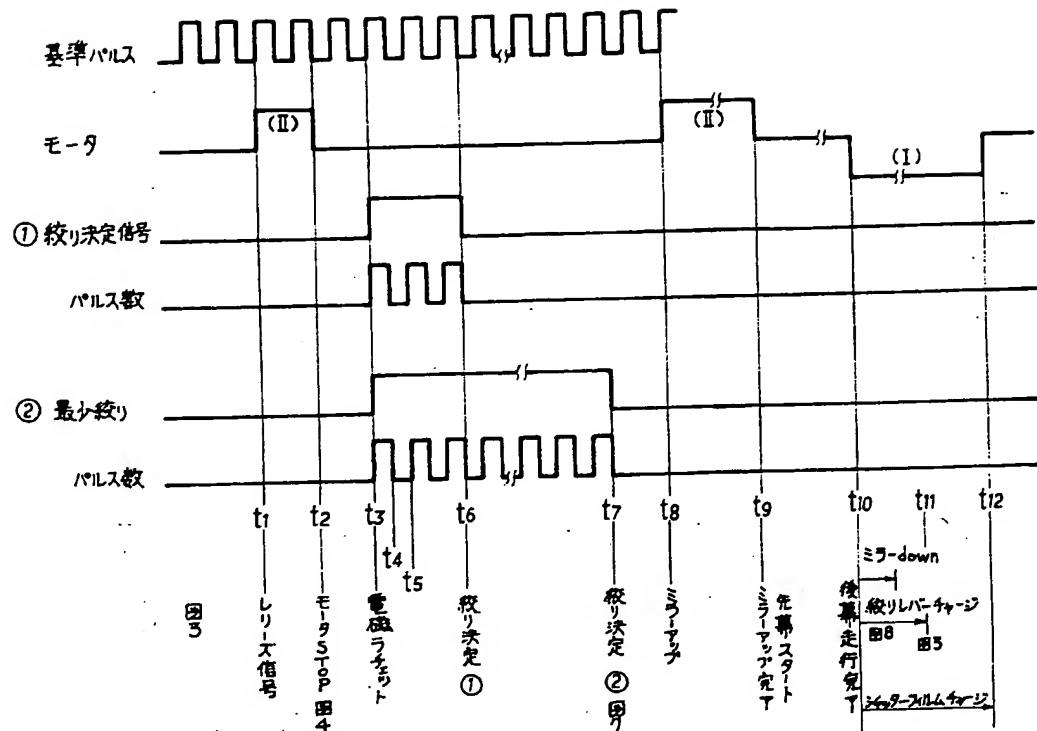 基準パルス
モータ
(II)
(II)
(I)
① 絞り決定信号
パルス数
② 最少絞り
パルス数
t1
t2
t3
t4
t5
t6
t7
t8
t9
t10
t11
t12
図3
レリーズ信号
モータSTOP 図4
電磁ラチェット
絞り決定 ①
絞り決定 ② 図7
ミラーアップ
ミラーアップ完了
先幕スタート
後幕走行完了
ミラーdown
絞りレバーチャージ
図8
図3
シャッターフィルムチャージ